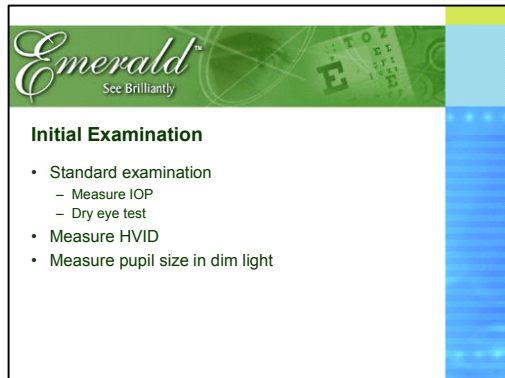 Emerald™
See Brilliantly
Initial Examination
• Standard examination
– Measure IOP
– Dry eye test
• Measure HVID
• Measure pupil size in dim light